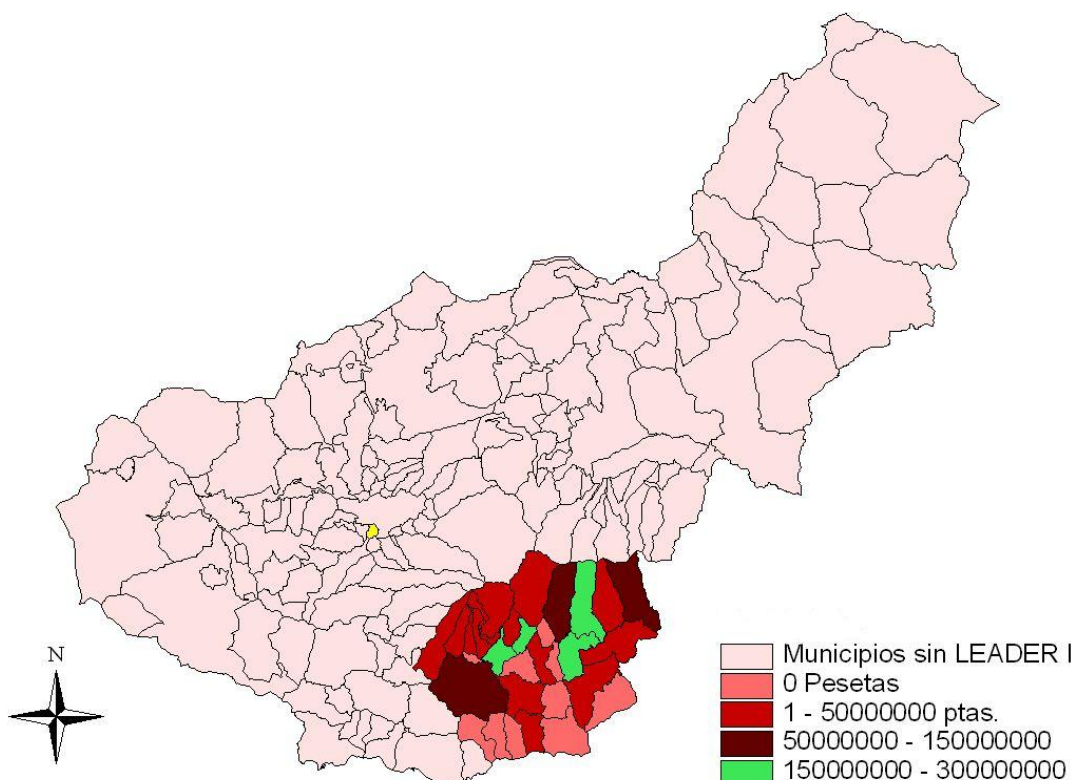 N
Municipios sin LEADER I
0 Pesetas
1 - 50000000 ptas.
50000000 - 150000000
150000000 - 300000000